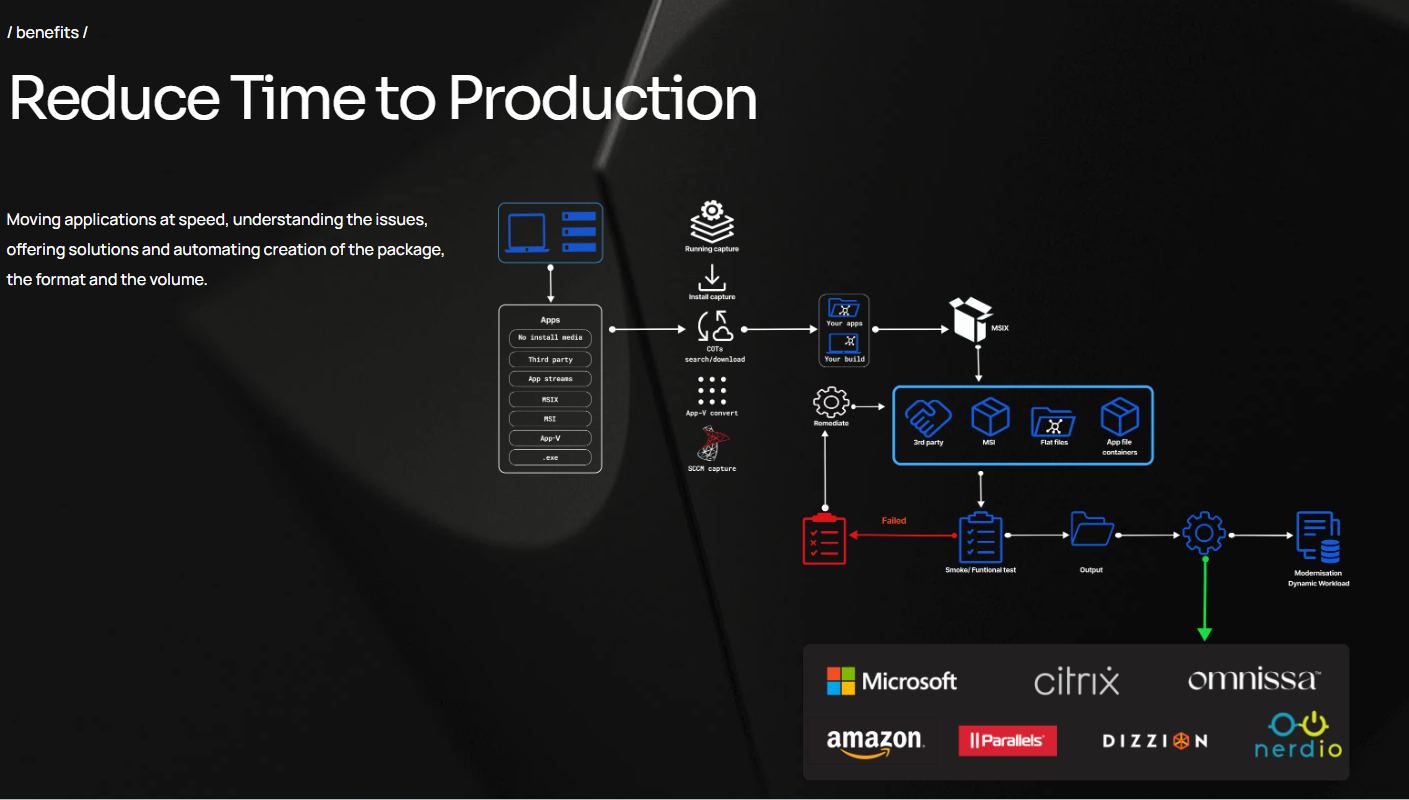 / benefits /
Reduce Time to Production
Moving applications at speed, understanding the issues,
offering solutions and automating creation of the package,
the format and the volume.
Apps
No install media
Third party
App streams
MSIX
MSI
App-V
.exe
Running capture
Install capture
COTs
search/download
App-V convert
SCCM capture
Your apps
Your build
MSIX
Remediate
3rd party
MSI
Flat files
App file
containers
Failed
Smoke/ Funtional test
Output
Modernisation
Dynamic Workload
Microsoft
citrix
omnissa™
amazon
Parallels®
DIZZION
nerdio